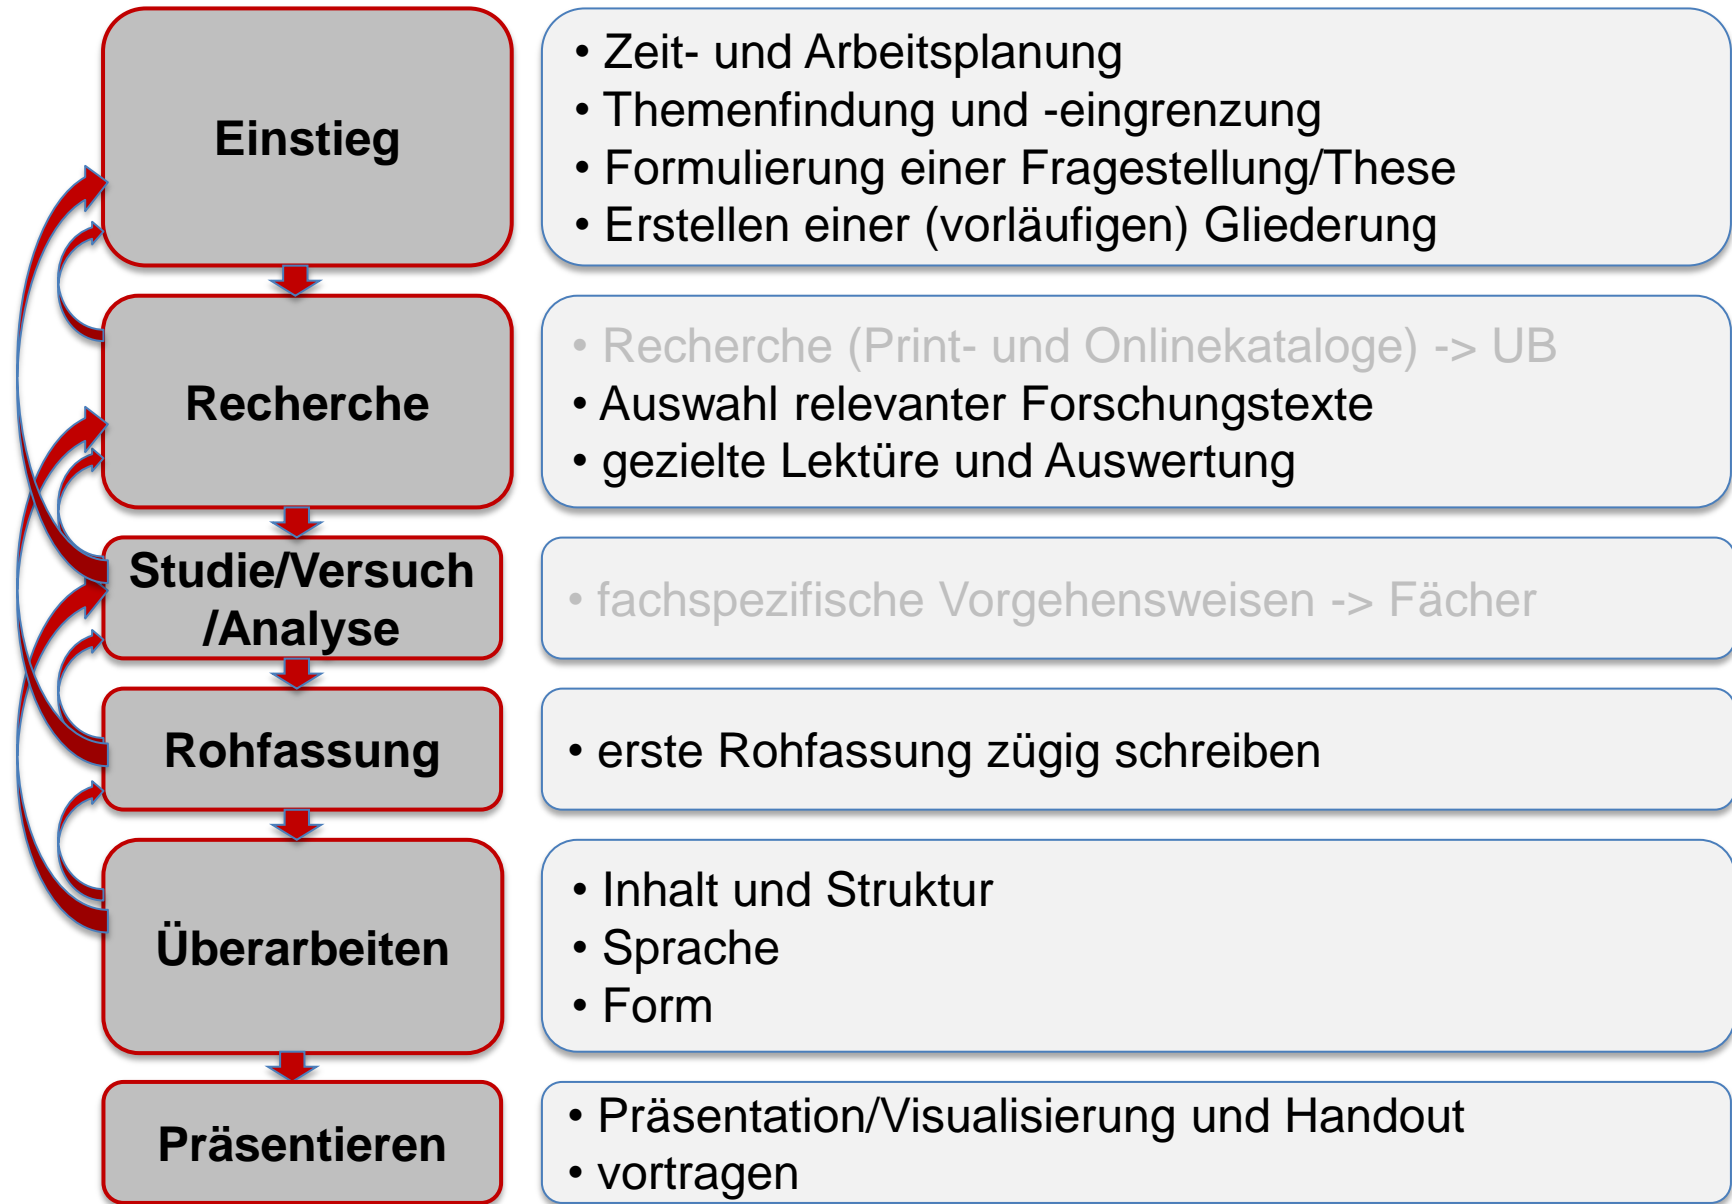 Einstieg
• Zeit- und Arbeitsplanung
• Themenfindung und -eingrenzung
• Formulierung einer Fragestellung/These
• Erstellen einer (vorläufigen) Gliederung
Recherche
• Recherche (Print- und Onlinekataloge) -> UB
• Auswahl relevanter Forschungstexte
• gezielte Lektüre und Auswertung
Studie/Versuch
/Analyse
• fachspezifische Vorgehensweisen -> Fächer
Rohfassung
• erste Rohfassung zügig schreiben
Überarbeiten
• Inhalt und Struktur
• Sprache
• Form
Präsentieren
• Präsentation/Visualisierung und Handout
• vortragen